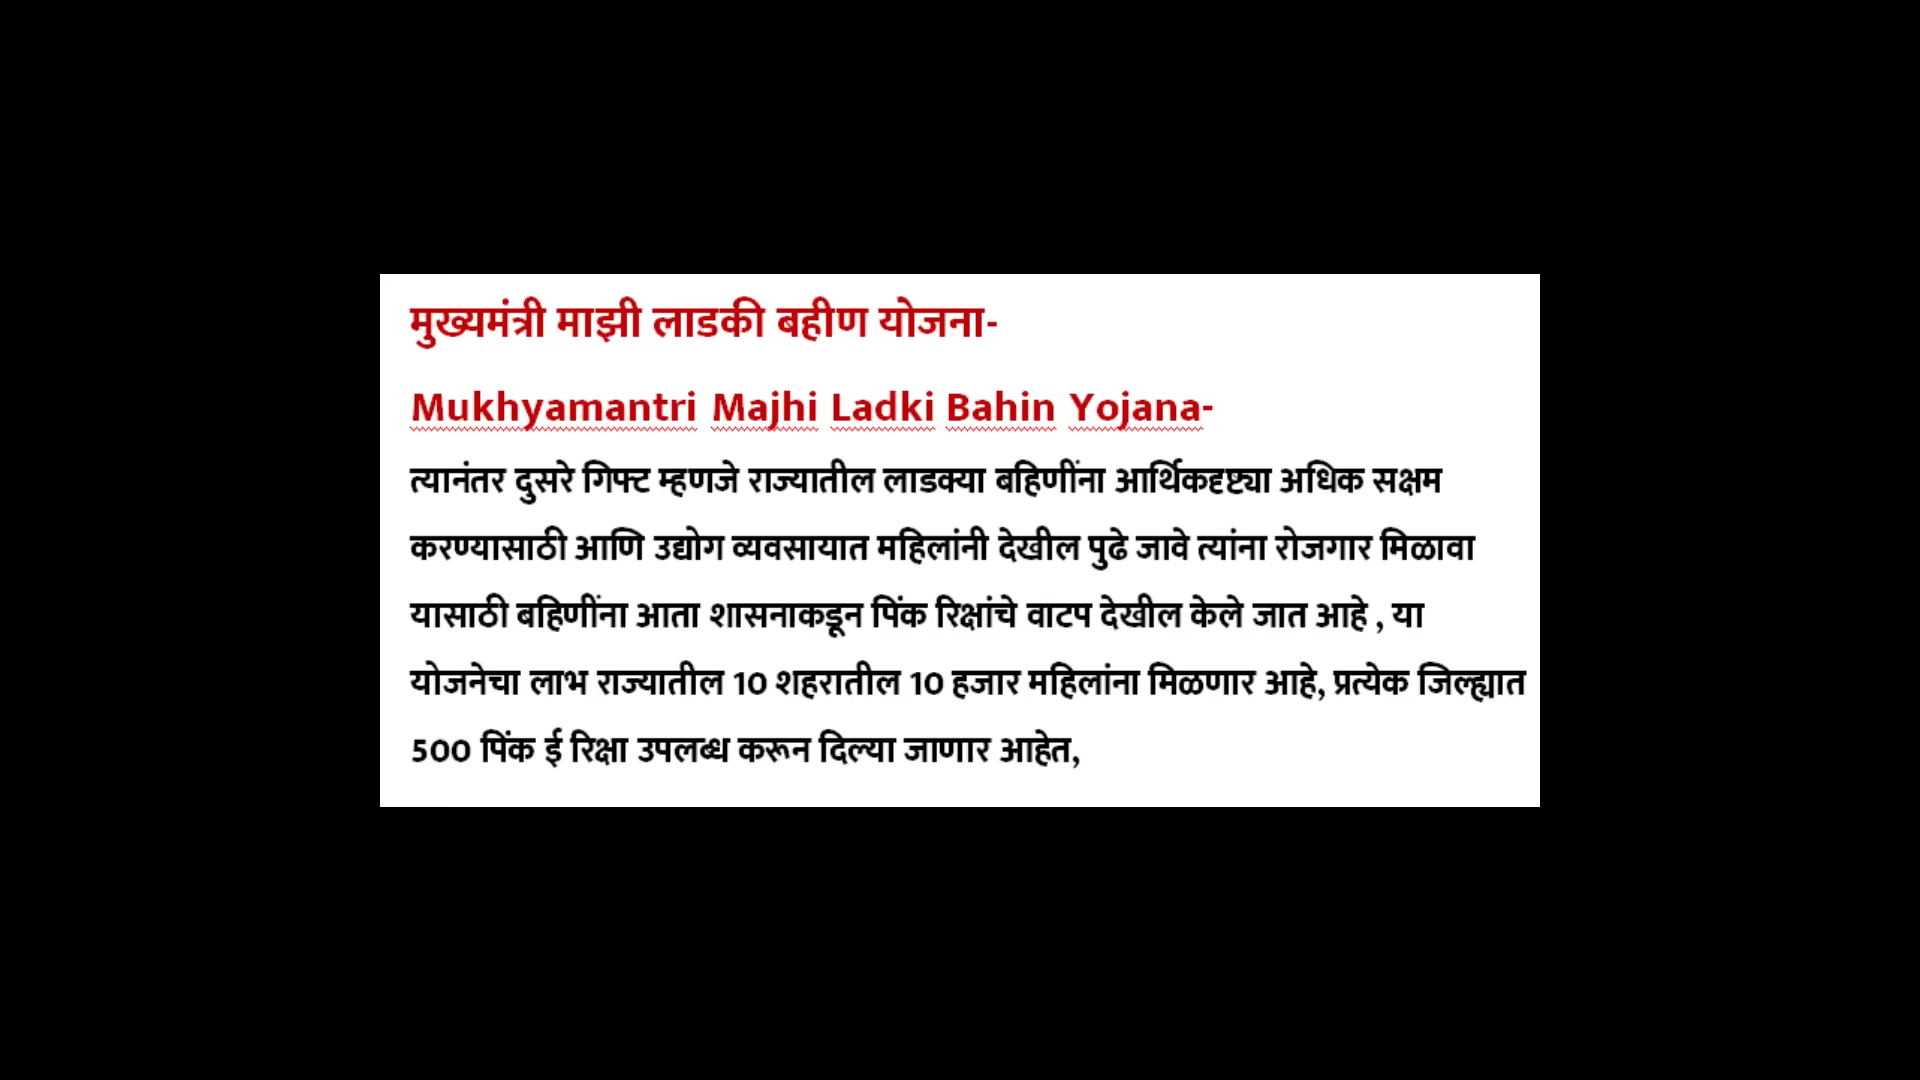 मुख्यमंत्री माझी लाडकी बहीण योजना-
Mukhyamantri Majhi Ladki Bahin Yojana-
त्यानंतर दुसरे गिफ्ट म्हणजे राज्यातील लाडक्या बहिणींना आर्थिकदृष्ट्या अधिक सक्षम
करण्यासाठी आणि उद्योग व्यवसायात महिलांनी देखील पुढे जावे त्यांना रोजगार मिळावा
यासाठी बहिणींना आता शासनाकडून पिंक रिक्षांचे वाटप देखील केले जात आहे , या
योजनेचा लाभ राज्यातील 10 शहरातील 10 हजार महिलांना मिळणार आहे, प्रत्येक जिल्ह्यात
500 पिंक ई रिक्षा उपलब्ध करून दिल्या जाणार आहेत,